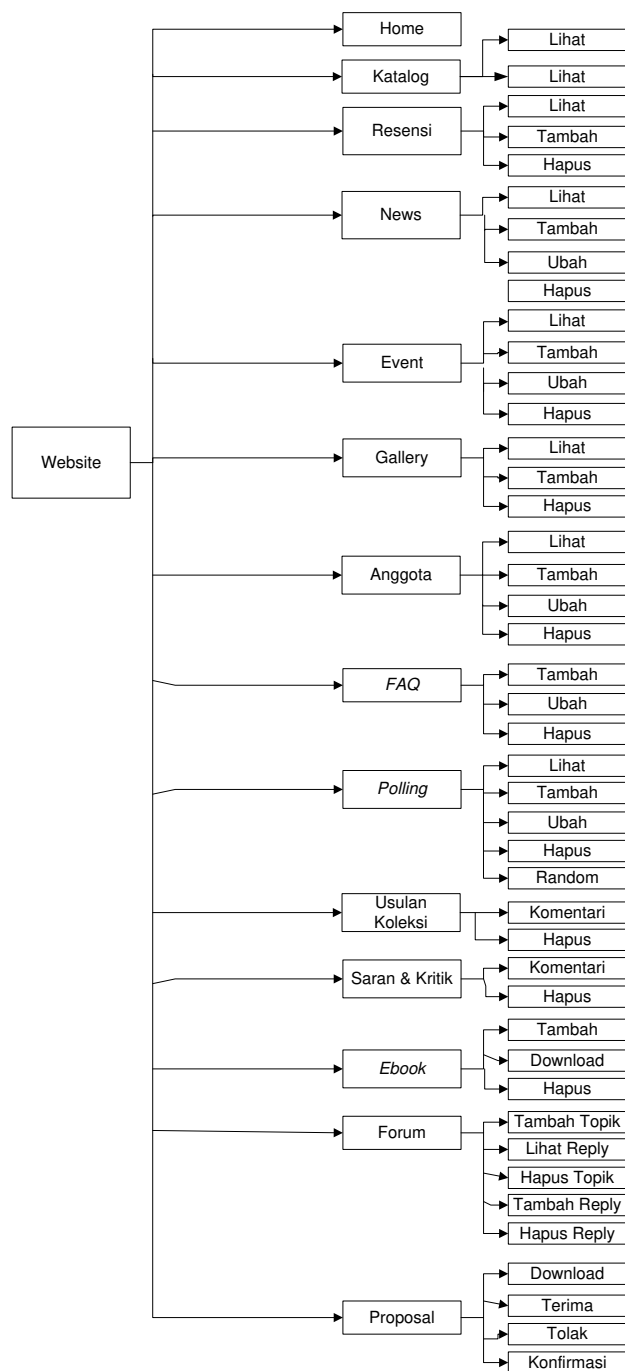 Website
Home
Katalog
Lihat
Lihat
Resensi
Lihat
Tambah
Hapus
News
Lihat
Tambah
Ubah
Hapus
Event
Lihat
Tambah
Ubah
Hapus
Gallery
Lihat
Tambah
Hapus
Anggota
Lihat
Tambah
Ubah
Hapus
FAQ
Tambah
Ubah
Hapus
Polling
Lihat
Tambah
Ubah
Hapus
Random
Usulan
Koleksi
Komentari
Hapus
Saran & Kritik
Komentari
Hapus
Ebook
Tambah
Download
Hapus
Forum
Tambah Topik
Lihat Reply
Hapus Topik
Tambah Reply
Hapus Reply
Proposal
Download
Terima
Tolak
Konfirmasi